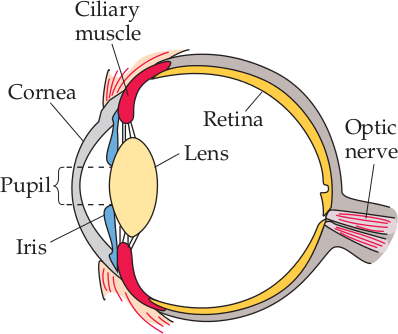 Ciliary
muscle
Cornea
Retina
Optic
nerve
Lens
Pupil
Iris